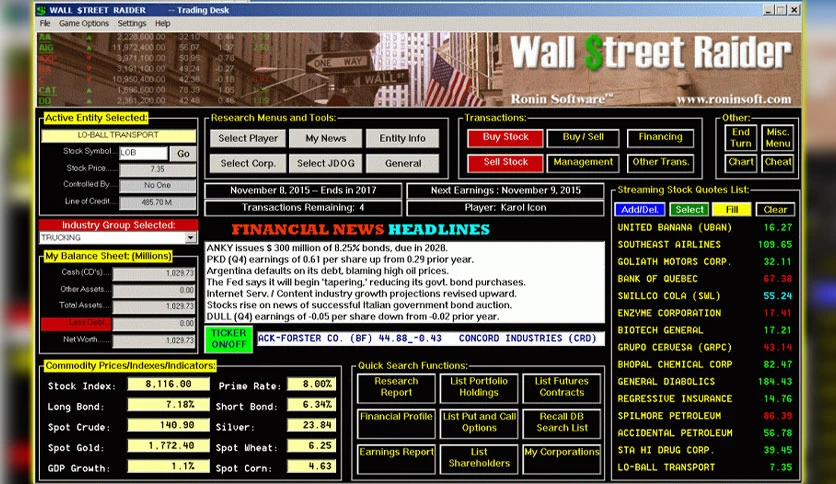 WALL $TREET RAIDER -- Trading Desk
File Game Options Settings Help
AIG 11,972,400
CAT
DD 2,361,200
ONE WAY
WALL ST
Wall $treet Raider
Ronin Software™ www.roninsoft.com
Active Entity Selected:
LO-BALL TRANSPORT
Stock Symbol.. LOB Go
Stock Price...... 7.35
Controlled By.... No One
Line of Credit.... 485.70 M
Industry Group Selected:
TRUCKING
My Balance Sheet: (Millions)
Cash (CD's).... 1,029.73
Other Assets.... 0.00
Total Assets..... 1,029.73
Less Debt 0.00
Net Worth...... 1,029.73
Research Menus and Tools:
Select Player My News Entity Info
Select Corp. Select JDOG General
Transactions:
Buy Stock Buy / Sell Financing
Sell Stock Management Other Trans.
Other:
End Turn Misc. Menu
Chart Cheat
November 8, 2015 -- Ends in 2017 Next Earnings : November 9, 2015
Transactions Remaining: 4 Player: Karol Icon
FINANCIAL NEWS HEADLINES
ANKY issues $ 300 million of 8.25% bonds, due in 2028.
PKD (Q4) earnings of 0.61 per share up from 0.29 prior year.
Argentina defaults on its debt, blaming high oil prices.
The Fed says it will begin 'tapering,' reducing its govt. bond purchases.
Internet Serv. / Content industry growth projections revised upward.
Stocks rise on news of successful Italian government bond auction.
DULL (Q4) earnings of -0.05 per share down from -0.02 prior year.
TICKER ON/OFF
ACK-FORSTER CO. (BF) 44.88_-0.43 CONCORD INDUSTRIES (CRD)
Streaming Stock Quotes List:
Add/Del. Select Fill Clear
UNITED BANANA (UBAN) 16.27
SOUTHEAST AIRLINES 109.65
GOLIATH MOTORS CORP. 32.11
BANK OF QUEBEC 67.38
SWILLCO COLA (SWL) 55.24
ENZYME CORPORATION 17.41
BIOTECH GENERAL 17.21
GRUPO CERVESA (GRPC) 43.14
BHOPAL CHEMICAL CORP 82.47
GENERAL DIABOLICS 184.43
REGRESSIVE INSURANCE 14.76
SPILMORE PETROLEUM 86.39
ACCIDENTAL PETROLEUM 56.78
STA HI DRUG CORP. 39.45
LO-BALL TRANSPORT 7.35
Commodity Prices/Indexes/Indicators:
Stock Index: 8,116.00 Prime Rate: 8.00%
Long Bond: 7.18% Short Bond: 6.34%
Spot Crude: 140.90 Silver: 23.84
Spot Gold: 1,772.40 Spot Wheat: 6.25
GDP Growth: 1.1% Spot Corn: 4.63
Quick Search Functions:
Research Report List Portfolio Holdings List Futures Contracts
Financial Profile List Put and Call Options Recall DB Search List
Earnings Report List Shareholders My Corporations